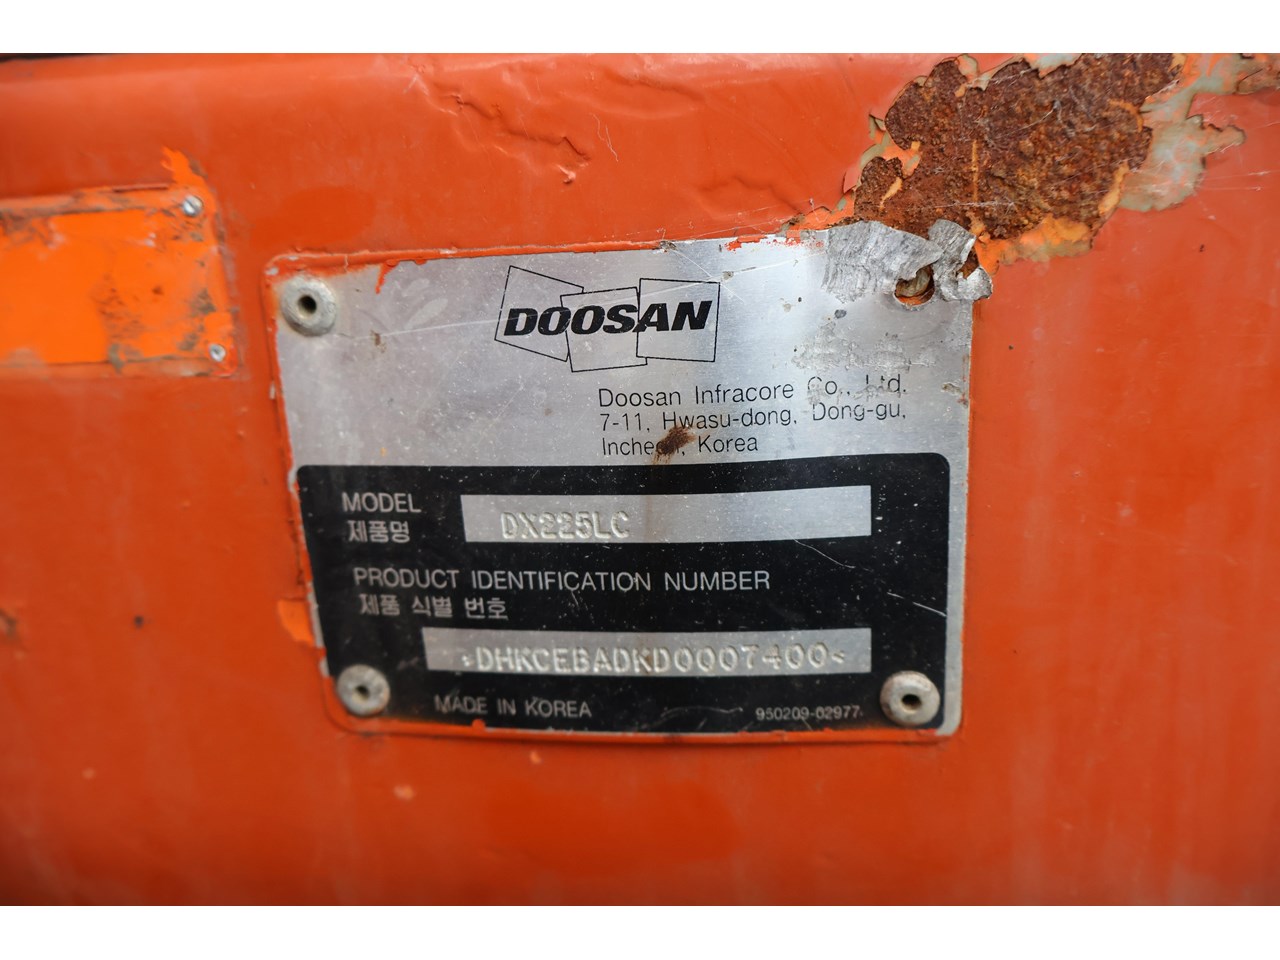 DOOSAN
Doosan Infracore Co., Ltd.
7-11, Hwasu-dong, Dong-gu,
Incheon, Korea
MODEL
제품명
DX225LC
PRODUCT IDENTIFICATION NUMBER
제품 식별 번호
*DHKCEBADKD0007400*
MADE IN KOREA
950209-02977